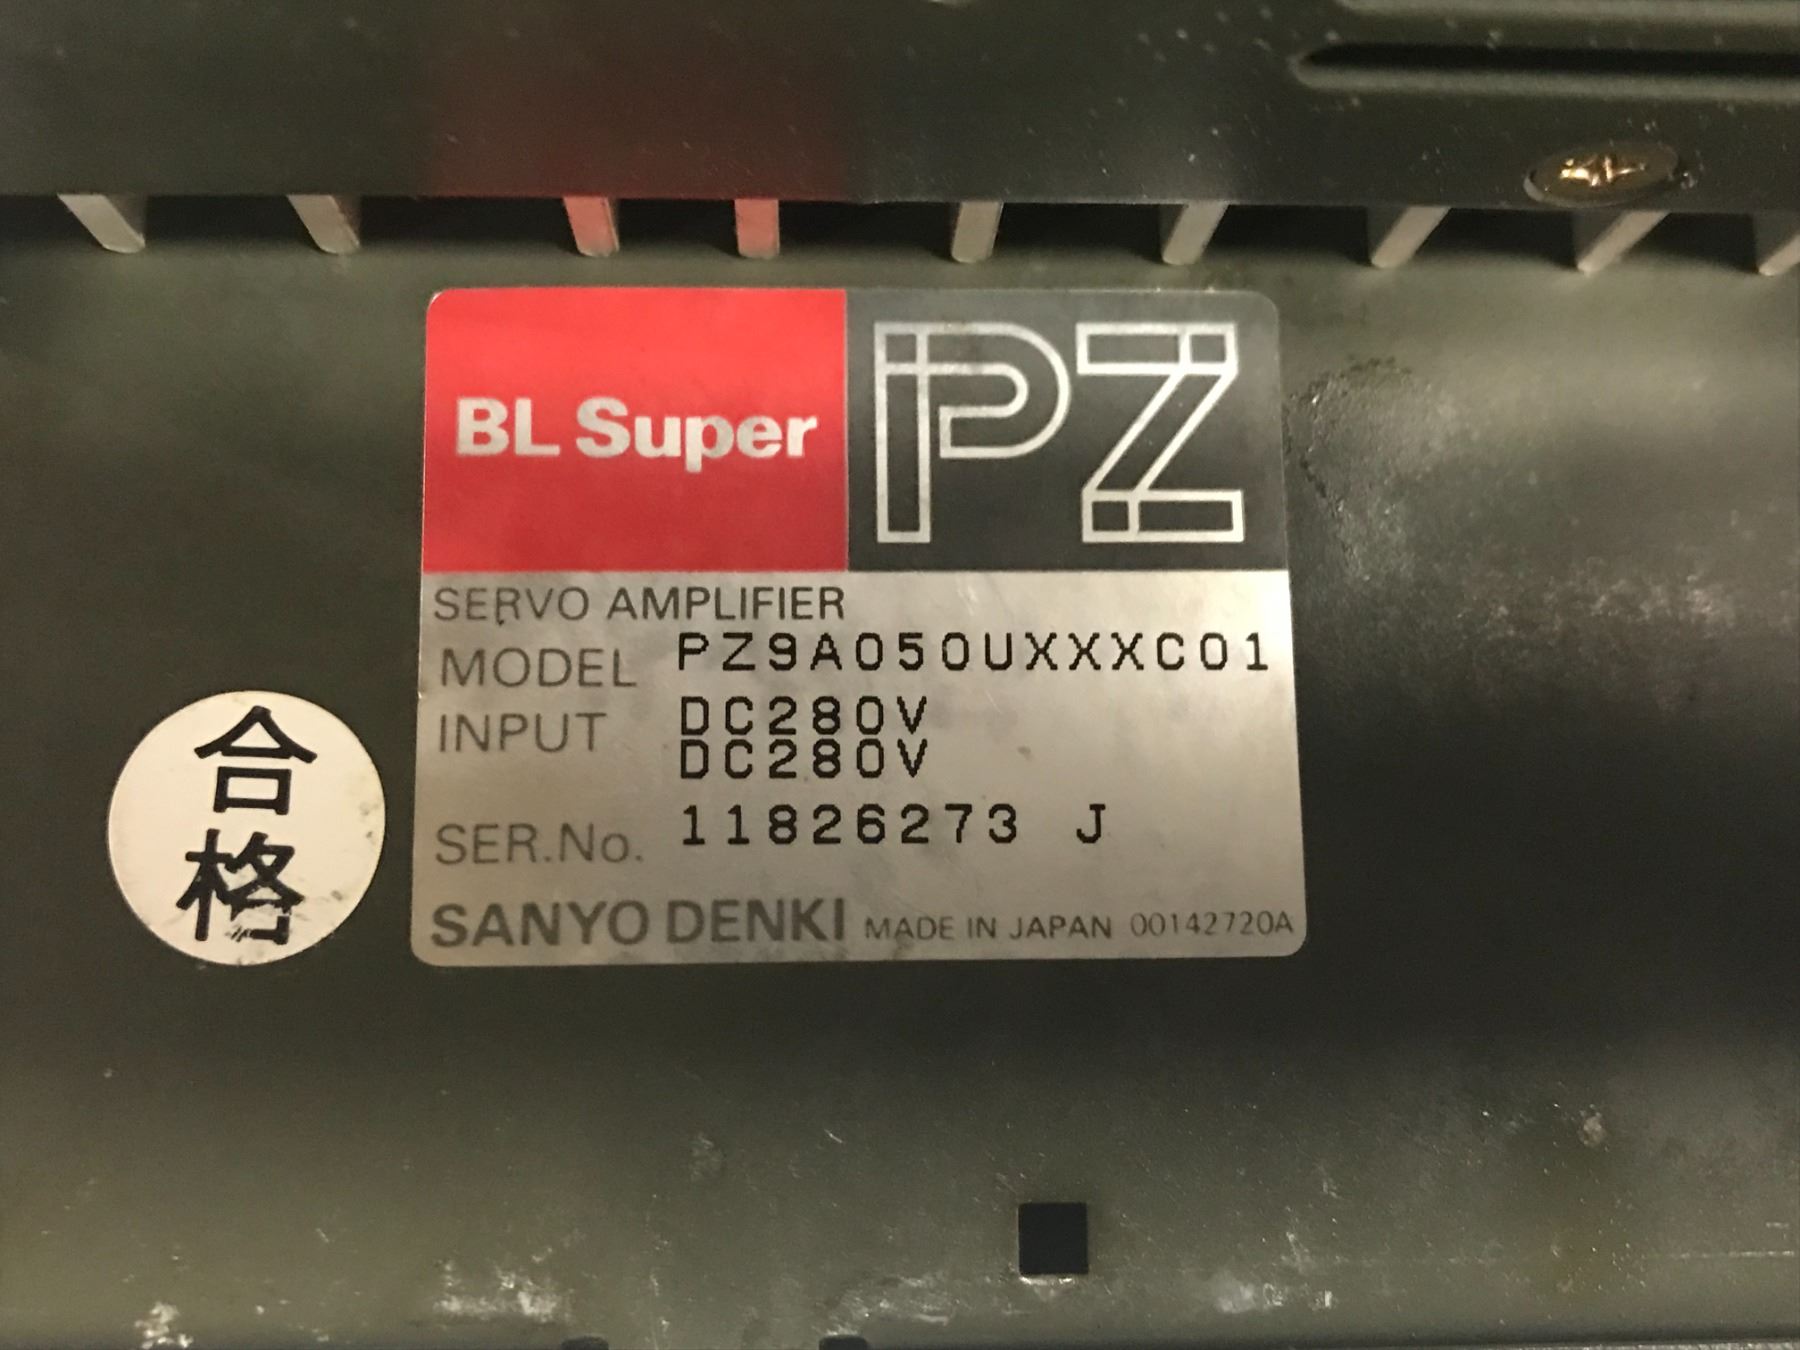 BL Super PZ
SERVO AMPLIFIER
MODEL PZ9A050UXXXC01
INPUT DC280V
DC280V
SER.No. 11826273 J
SANYO DENKI MADE IN JAPAN 00142720A
合
格